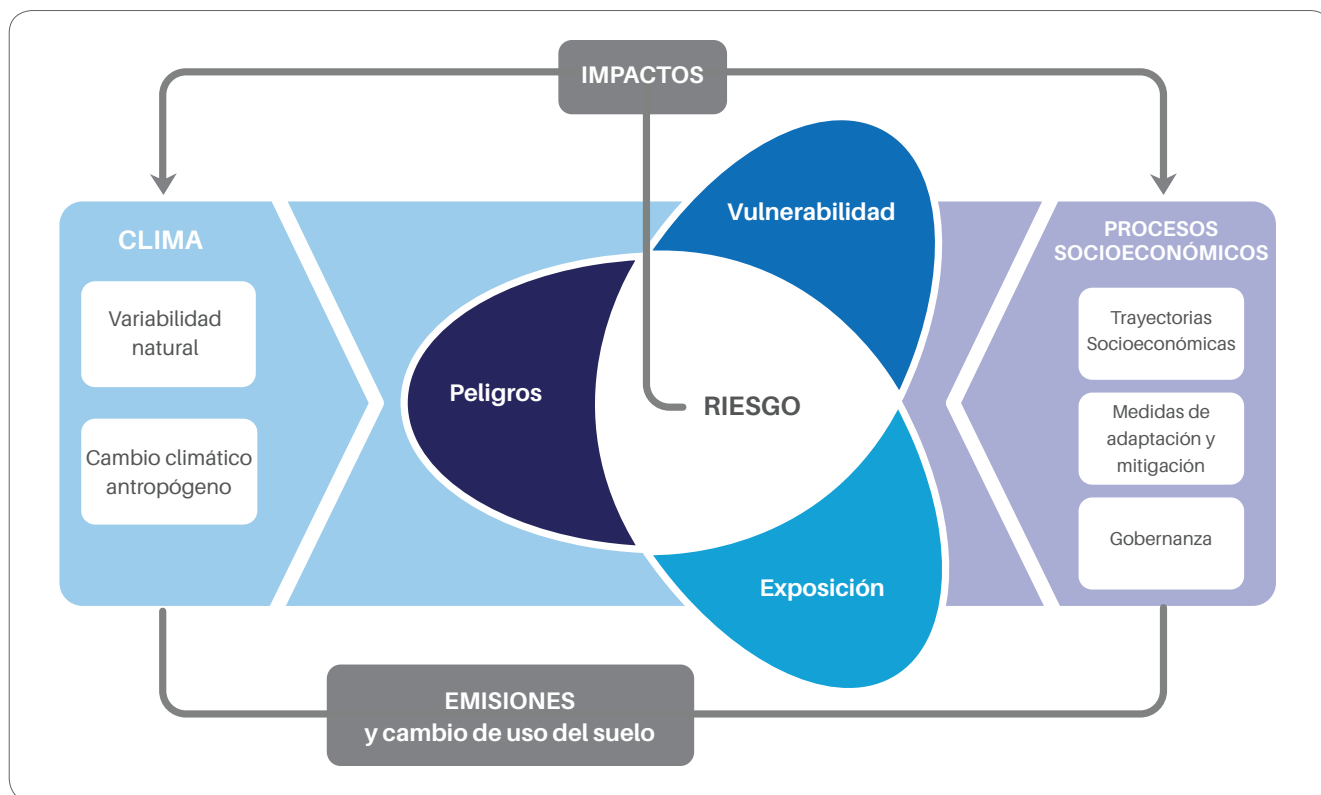 IMPACTOS
CLIMA
Variabilidad
natural
Cambio climático
antropógeno
Vulnerabilidad
Peligros
RIESGO
Exposición
PROCESOS
SOCIOECONÓMICOS
Trayectorias
Socioeconómicas
Medidas de
adaptación y
mitigación
Gobernanza
EMISIONES
y cambio de uso del suelo